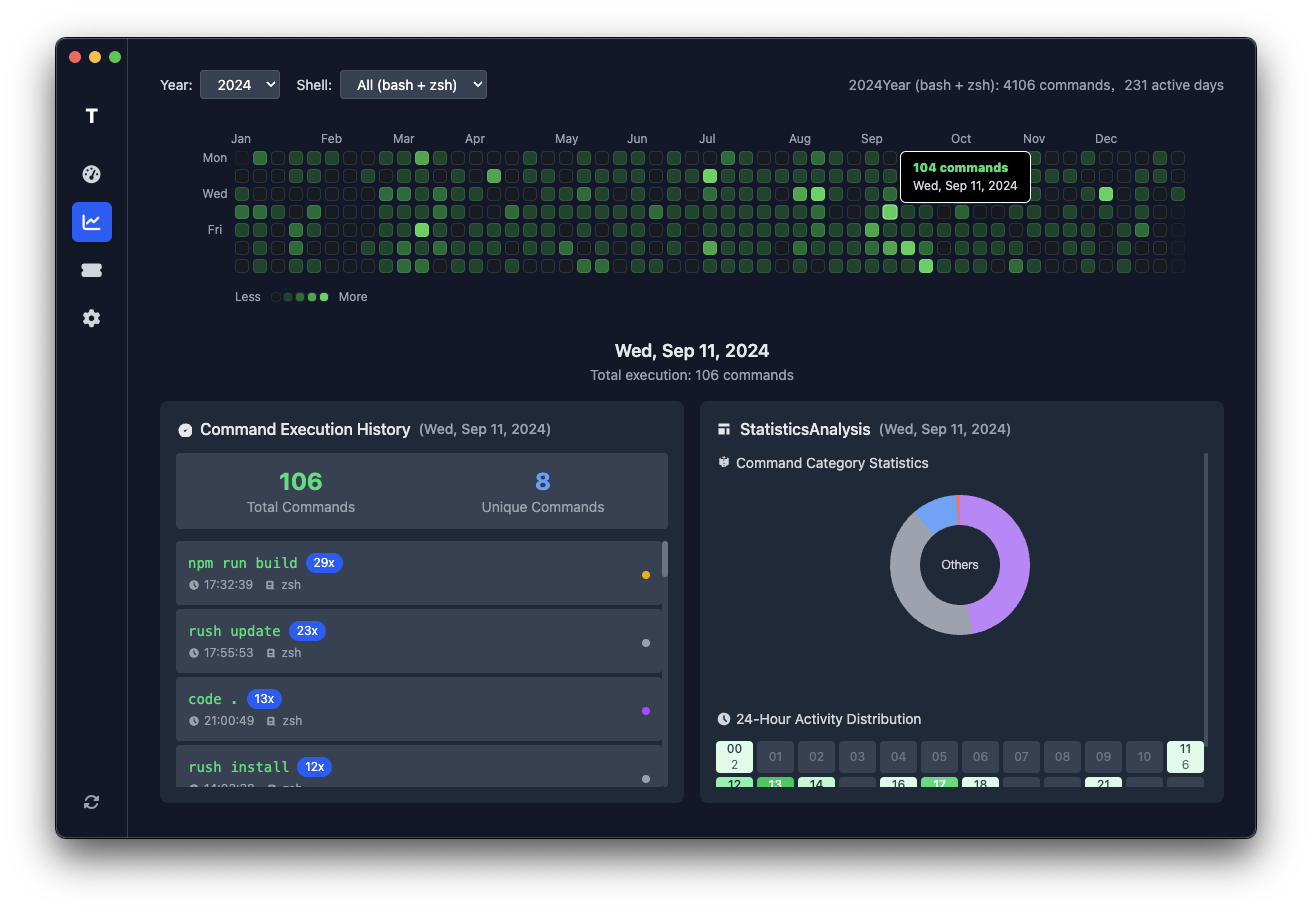 T
Year: 2024 Shell: All (bash + zsh) 2024Year (bash + zsh): 4106 commands, 231 active days
Jan Feb Mar Apr May Jun Jul Aug Sep Oct Nov Dec
Mon
Wed
Fri
104 commands
Wed, Sep 11, 2024
Less More
Wed, Sep 11, 2024
Total execution: 106 commands
Command Execution History (Wed, Sep 11, 2024)
106 8
Total Commands Unique Commands
npm run build 29x
17:32:39 zsh
rush update 23x
17:55:53 zsh
code . 13x
21:00:49 zsh
rush install 12x
StatisticsAnalysis (Wed, Sep 11, 2024)
Command Category Statistics
Others
24-Hour Activity Distribution
00 01 02 03 04 05 06 07 08 09 10 11
2 6
12 13 14 16 17 18 21